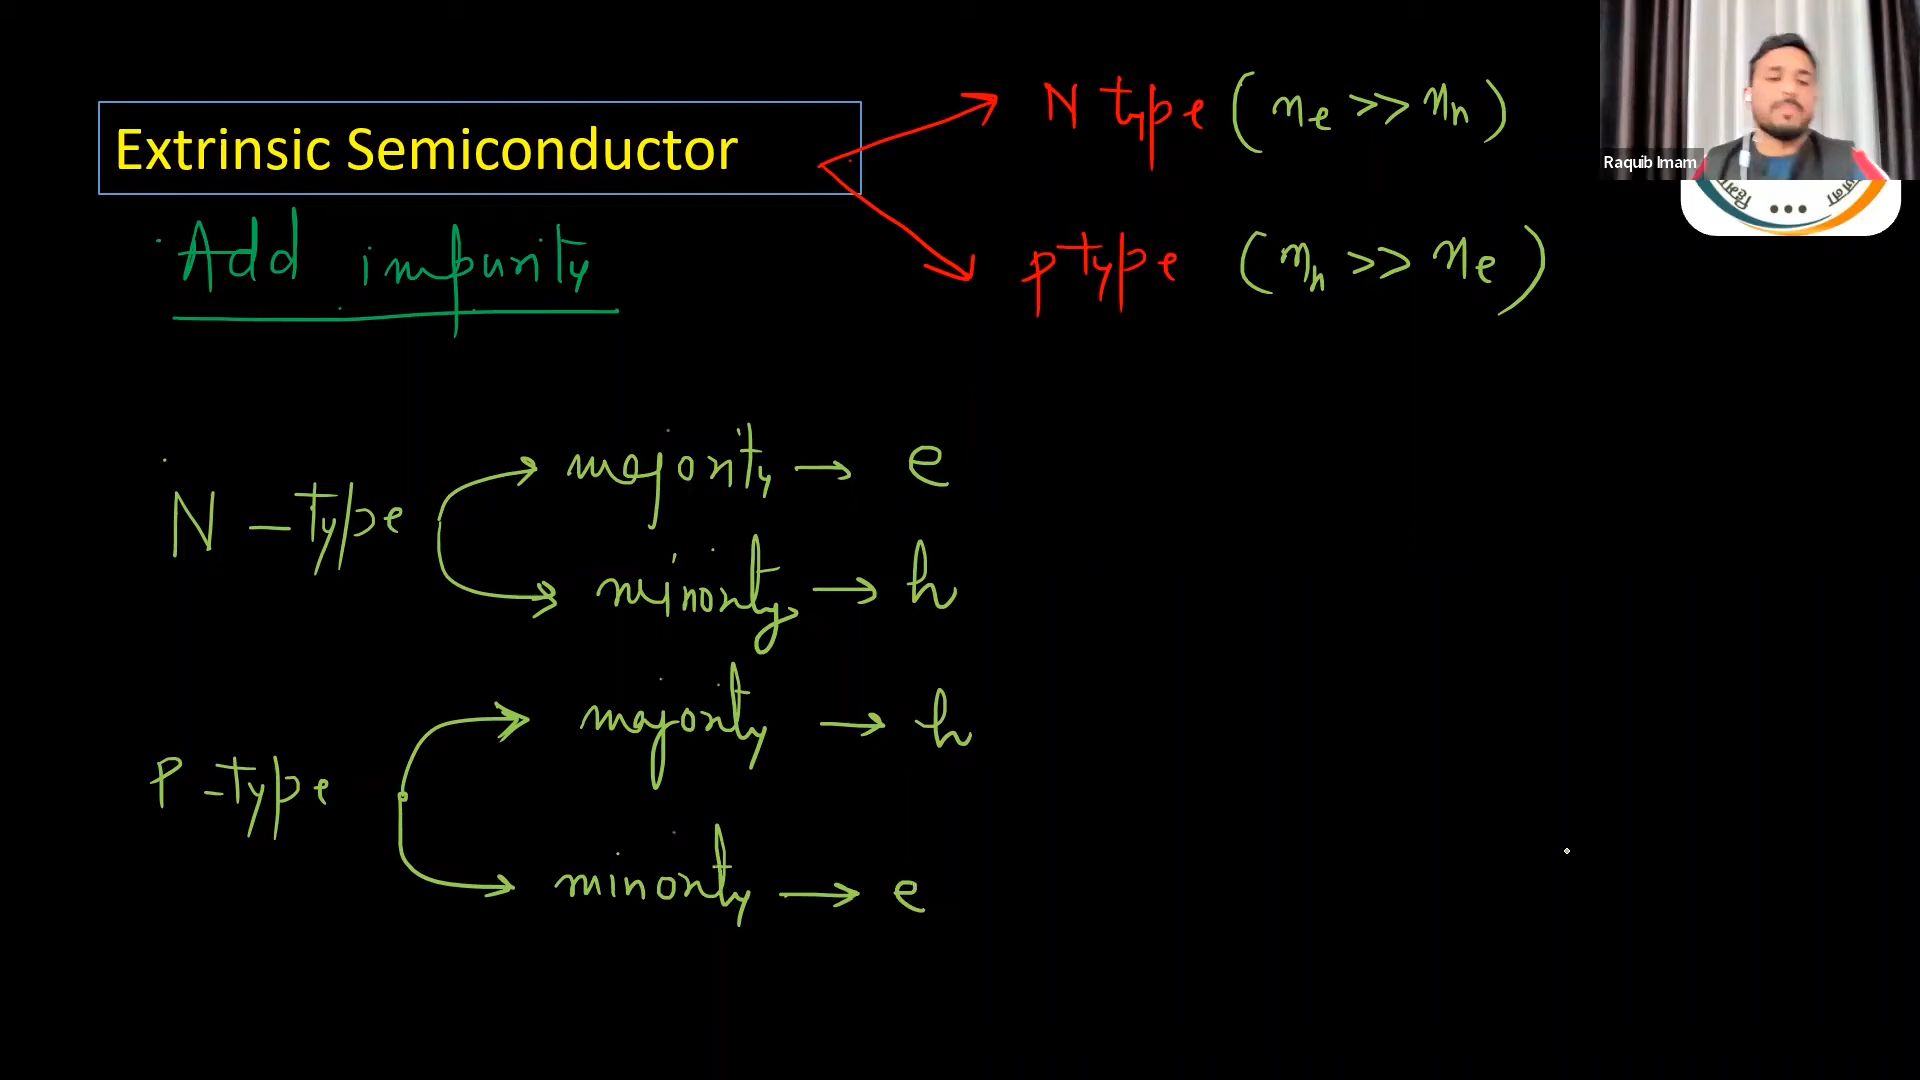 Extrinsic Semiconductor
N type (ne >> nh)
Raquib Imam
Add impurity
P type (nh >> ne)
N - type
majority → e
minority → h
P - type
majority → h
minority → e